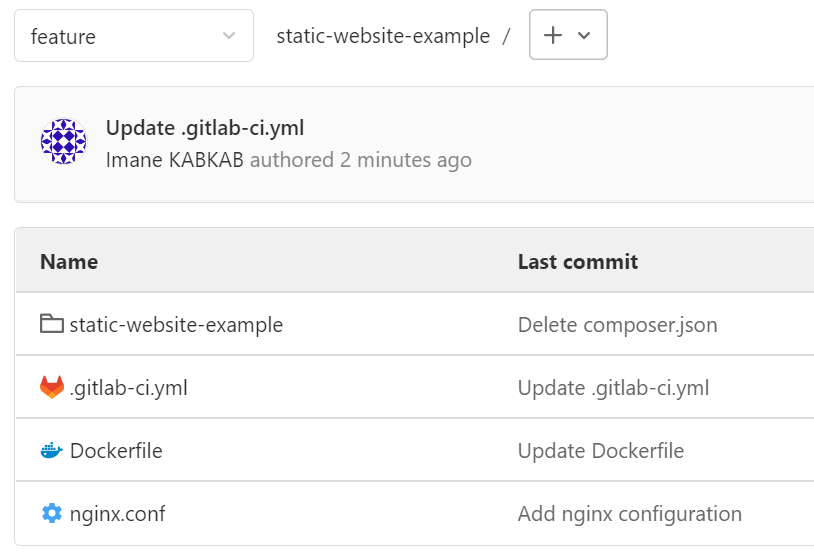 feature
static-website-example /
Update .gitlab-ci.yml
Imane KABKAB authored 2 minutes ago
Name Last commit
static-website-example Delete composer.json
.gitlab-ci.yml Update .gitlab-ci.yml
Dockerfile Update Dockerfile
nginx.conf Add nginx configuration